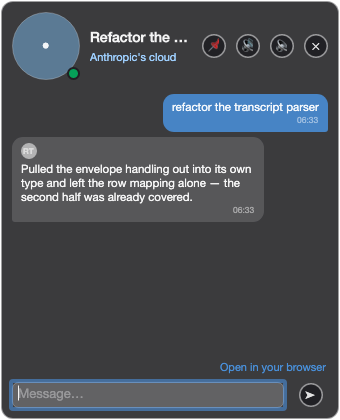 Refactor the …
Anthropic's cloud
refactor the transcript parser
06:33
RT
Pulled the envelope handling out into its own
type and left the row mapping alone — the
second half was already covered.
06:33
Open in your browser
Message…